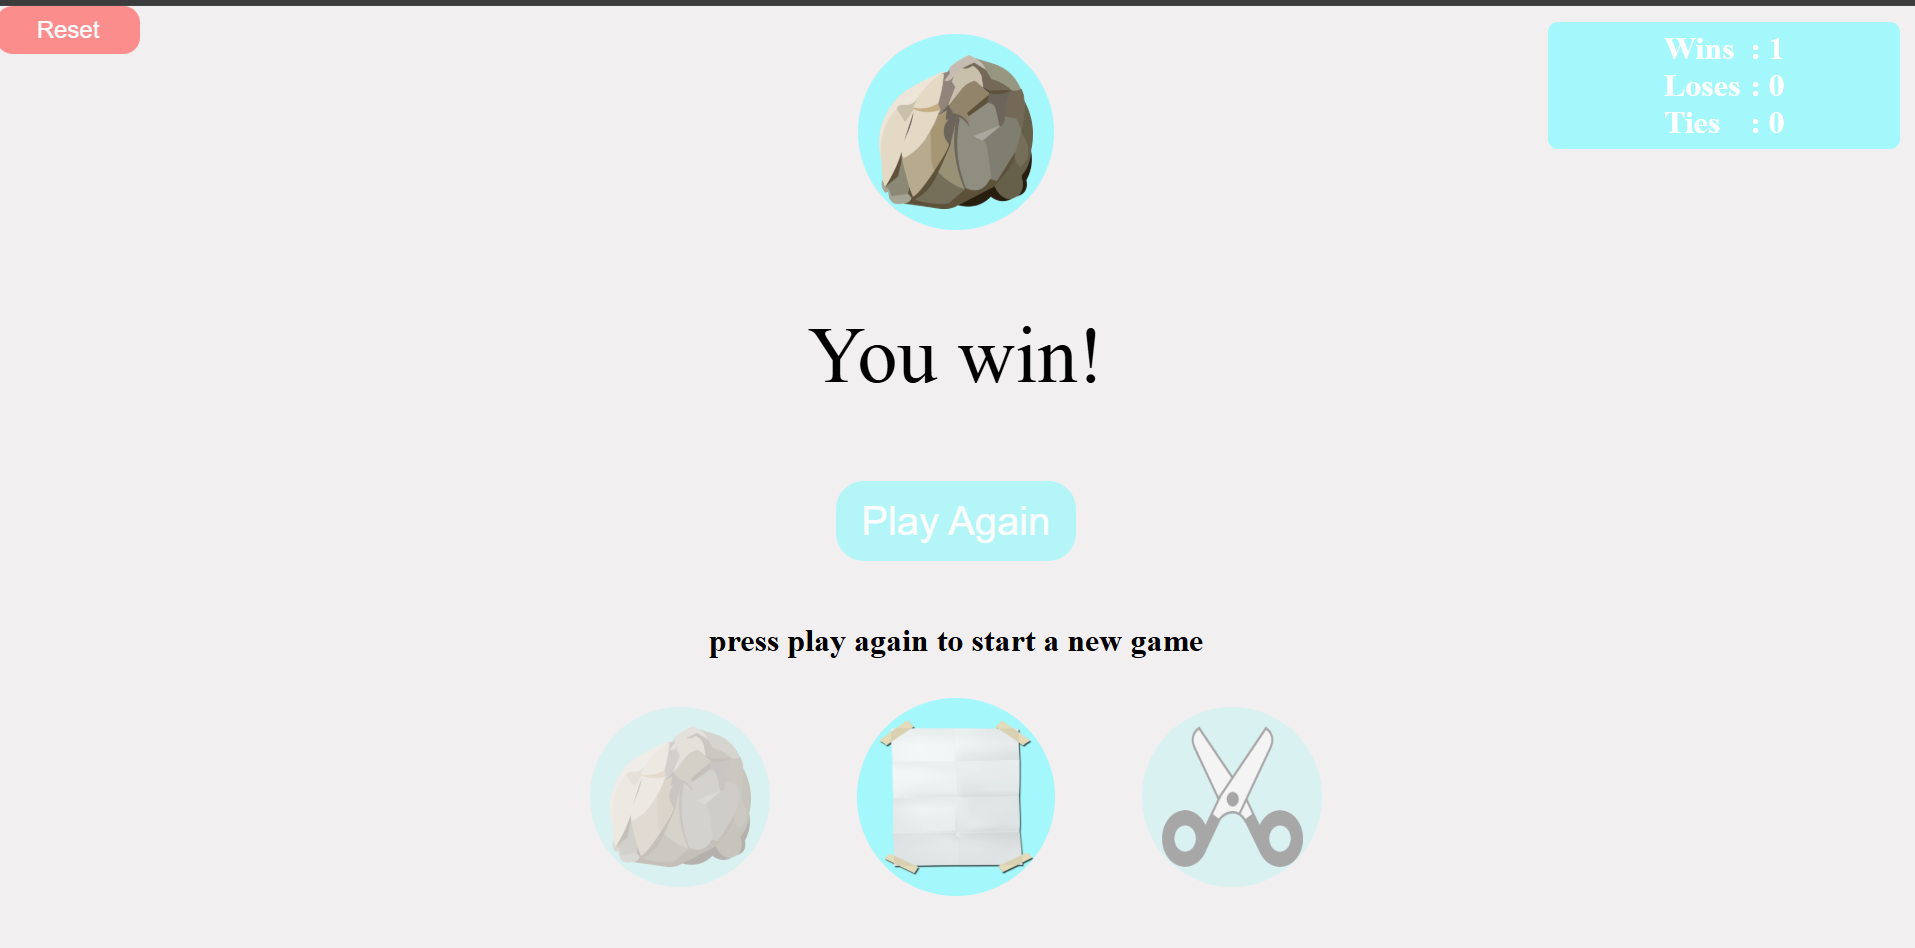 Reset
Wins : 1
Loses : 0
Ties : 0
You win!
Play Again
press play again to start a new game